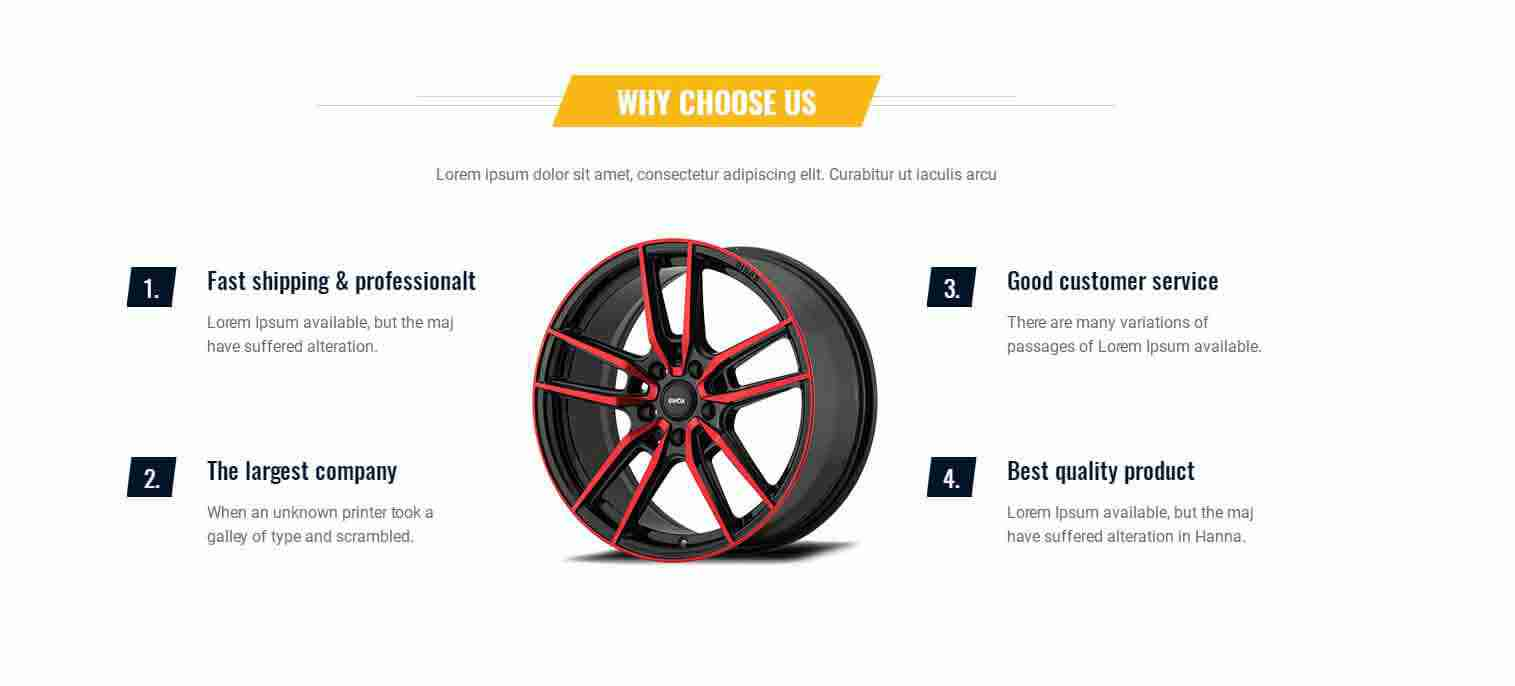 WHY CHOOSE US
Lorem ipsum dolor sit amet, consectetur adipiscing elit. Curabitur ut iaculis arcu
1. Fast shipping & professionalt
Lorem Ipsum available, but the maj
have suffered alteration.
2. The largest company
When an unknown printer took a
galley of type and scrambled.
3. Good customer service
There are many variations of
passages of Lorem Ipsum available.
4. Best quality product
Lorem Ipsum available, but the maj
have suffered alteration in Hanna.